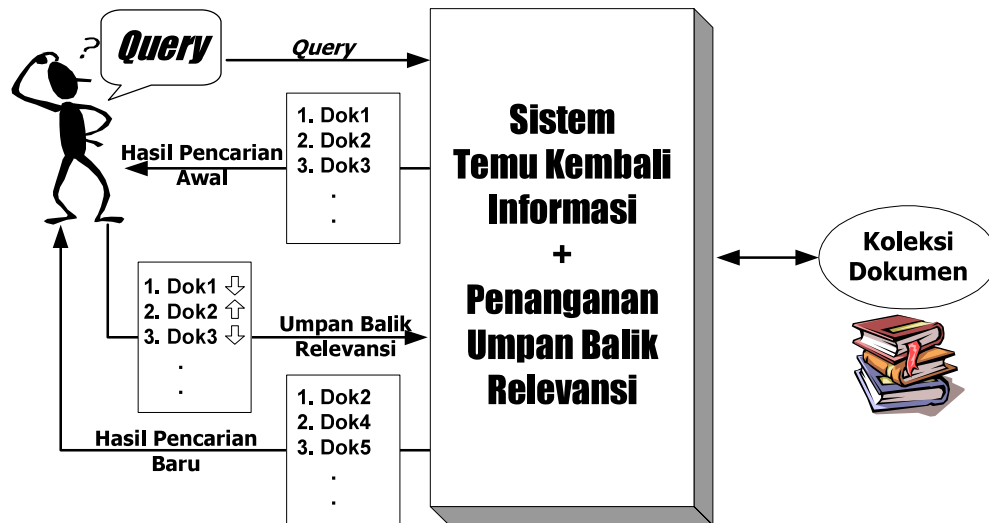 ?
Query
Query
1. Dok1
2. Dok2
3. Dok3
.
.
Hasil Pencarian
Awal
1. Dok1
2. Dok2
3. Dok3
.
.
Umpan Balik
Relevansi
1. Dok2
2. Dok4
3. Dok5
.
.
Hasil Pencarian
Baru
Sistem
Temu Kembali
Informasi
+
Penanganan
Umpan Balik
Relevansi
Koleksi
Dokumen